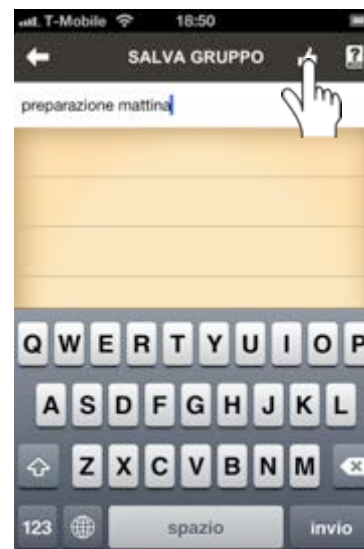 T-Mobile 18:50
SALVA GRUPPO ?
preparazione mattina
Q W E R T Y U I O P
A S D F G H J K L
Z X C V B N M
123 spazio invio